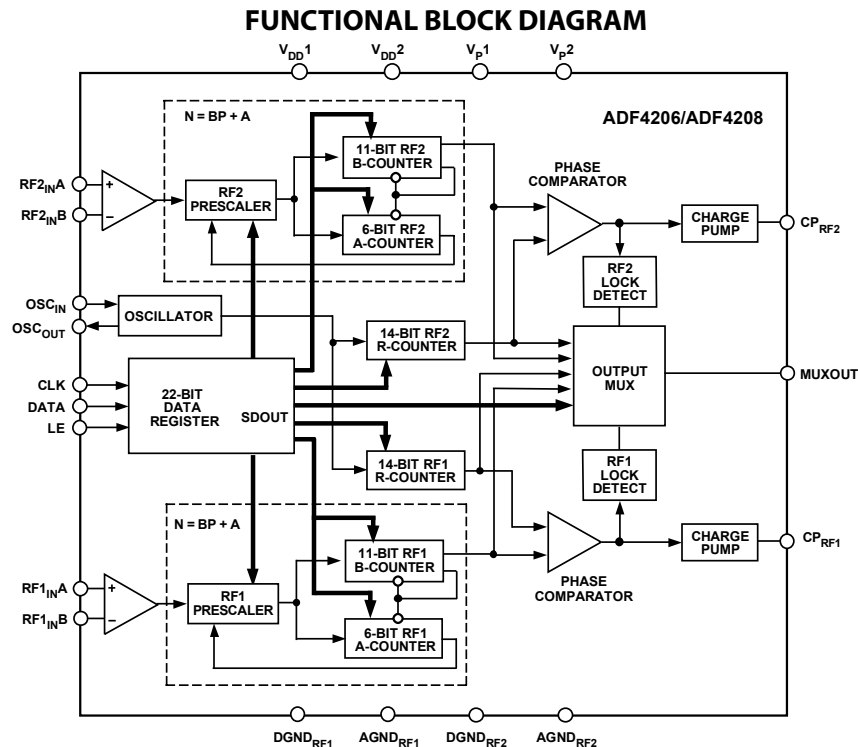 FUNCTIONAL BLOCK DIAGRAM
VDD1
VDD2
VP1
VP2
N = BP + A
ADF4206/ADF4208
11-BIT RF2
B-COUNTER
PHASE
COMPARATOR
RF2INA
+
RF2INB
–
RF2
PRESCALER
6-BIT RF2
A-COUNTER
CHARGE
PUMP
CPRF2
RF2
LOCK
DETECT
OSCIN
OSCOUT
OSCILLATOR
14-BIT RF2
R-COUNTER
OUTPUT
MUX
MUXOUT
CLK
DATA
LE
22-BIT
DATA
REGISTER
SDOUT
14-BIT RF1
R-COUNTER
RF1
LOCK
DETECT
N = BP + A
11-BIT RF1
B-COUNTER
CHARGE
PUMP
CPRF1
PHASE
COMPARATOR
RF1INA
+
RF1INB
–
RF1
PRESCALER
6-BIT RF1
A-COUNTER
DGNDRF1
AGNDRF1
DGNDRF2
AGNDRF2